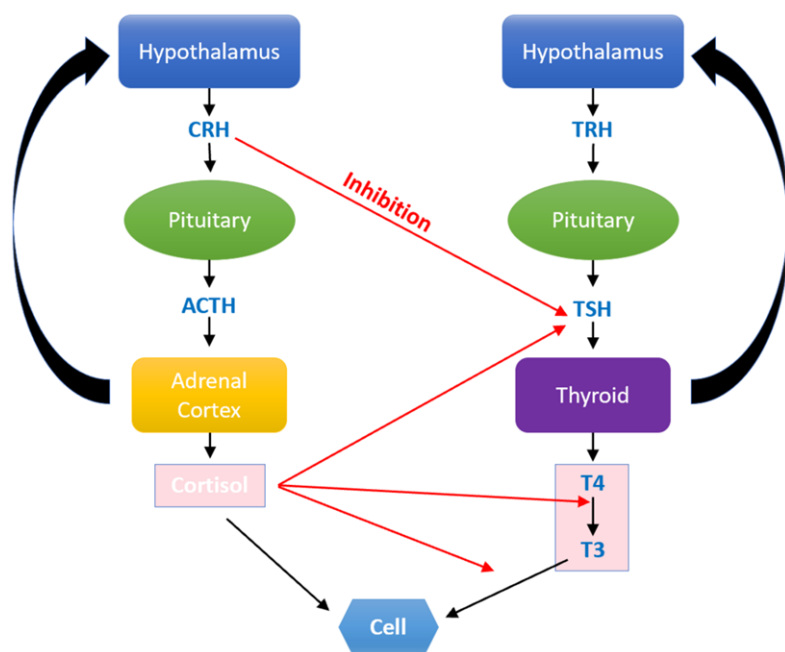 Hypothalamus
Hypothalamus
CRH
TRH
Inhibition
Pituitary
Pituitary
ACTH
TSH
Adrenal
Cortex
Thyroid
Cortisol
T4
T3
Cell